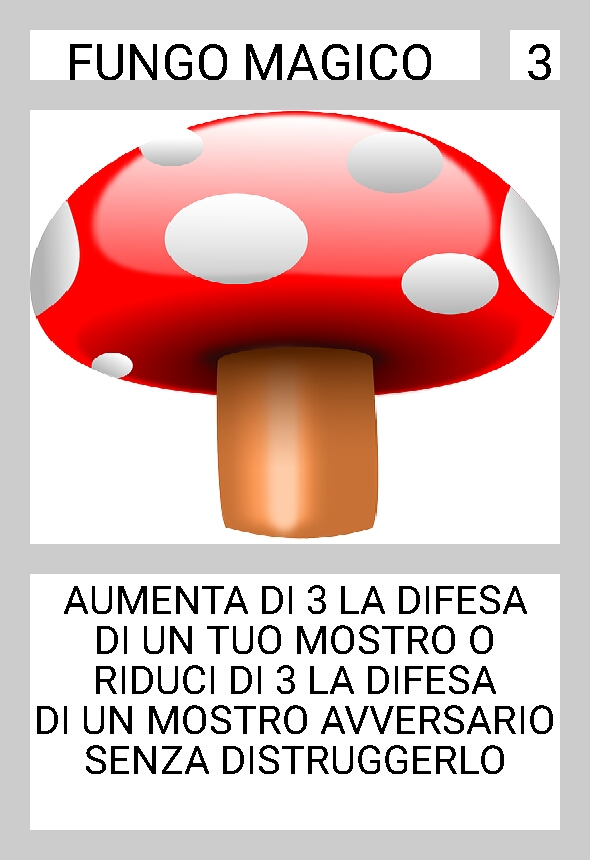 FUNGO MAGICO 3
AUMENTA DI 3 LA DIFESA
DI UN TUO MOSTRO O
RIDUCI DI 3 LA DIFESA
DI UN MOSTRO AVVERSARIO
SENZA DISTRUGGERLO